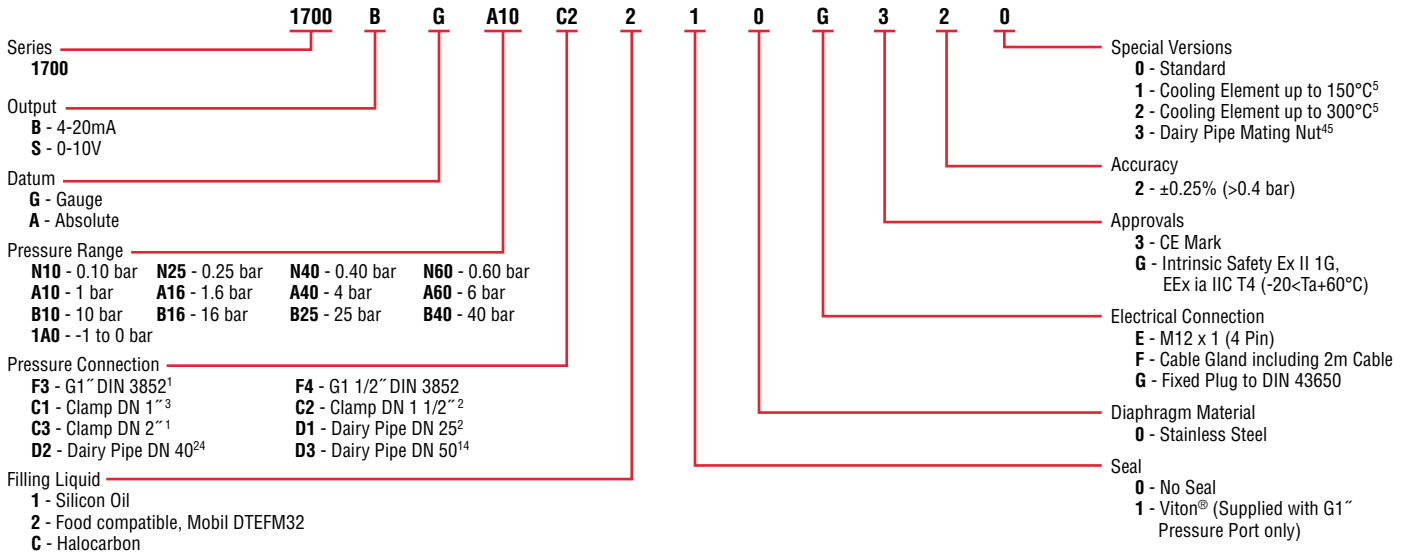 1700 B G A10 C2 2 1 0 G 3 2 0
Series
1700
Output
B - 4-20mA
S - 0-10V
Datum
G - Gauge
A - Absolute
Pressure Range
N10 - 0.10 bar N25 - 0.25 bar N40 - 0.40 bar N60 - 0.60 bar
A10 - 1 bar A16 - 1.6 bar A40 - 4 bar A60 - 6 bar
B10 - 10 bar B16 - 16 bar B25 - 25 bar B40 - 40 bar
1A0 - -1 to 0 bar
Pressure Connection
F3 - G1˝ DIN 3852¹ F4 - G1 1/2˝ DIN 3852
C1 - Clamp DN 1˝³ C2 - Clamp DN 1 1/2˝²
C3 - Clamp DN 2˝¹ D1 - Dairy Pipe DN 25²
D2 - Dairy Pipe DN 40²⁴ D3 - Dairy Pipe DN 50¹⁴
Filling Liquid
1 - Silicon Oil
2 - Food compatible, Mobil DTEFM32
C - Halocarbon
Special Versions
0 - Standard
1 - Cooling Element up to 150°C⁵
2 - Cooling Element up to 300°C⁵
3 - Dairy Pipe Mating Nut⁴⁵
Accuracy
2 - ±0.25% (>0.4 bar)
Approvals
3 - CE Mark
G - Intrinsic Safety Ex II 1G,
EEx ia IIC T4 (-20<Ta+60°C)
Electrical Connection
E - M12 x 1 (4 Pin)
F - Cable Gland including 2m Cable
G - Fixed Plug to DIN 43650
Diaphragm Material
0 - Stainless Steel
Seal
0 - No Seal
1 - Viton® (Supplied with G1˝
Pressure Port only)